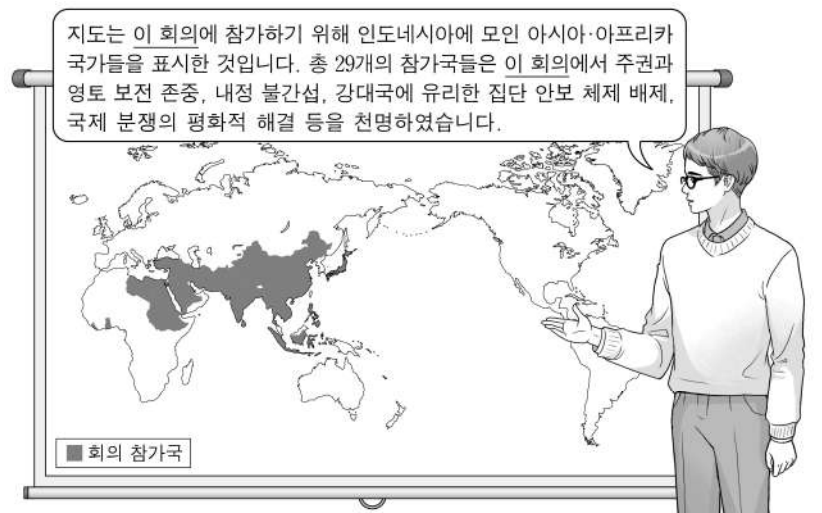 지도는 이 회의에 참가하기 위해 인도네시아에 모인 아시아·아프리카
국가들을 표시한 것입니다. 총 29개의 참가국들은 이 회의에서 주권과
영토 보전 존중, 내정 불간섭, 강대국에 유리한 집단 안보 체제 배제,
국제 분쟁의 평화적 해결 등을 천명하였습니다.
회의 참가국